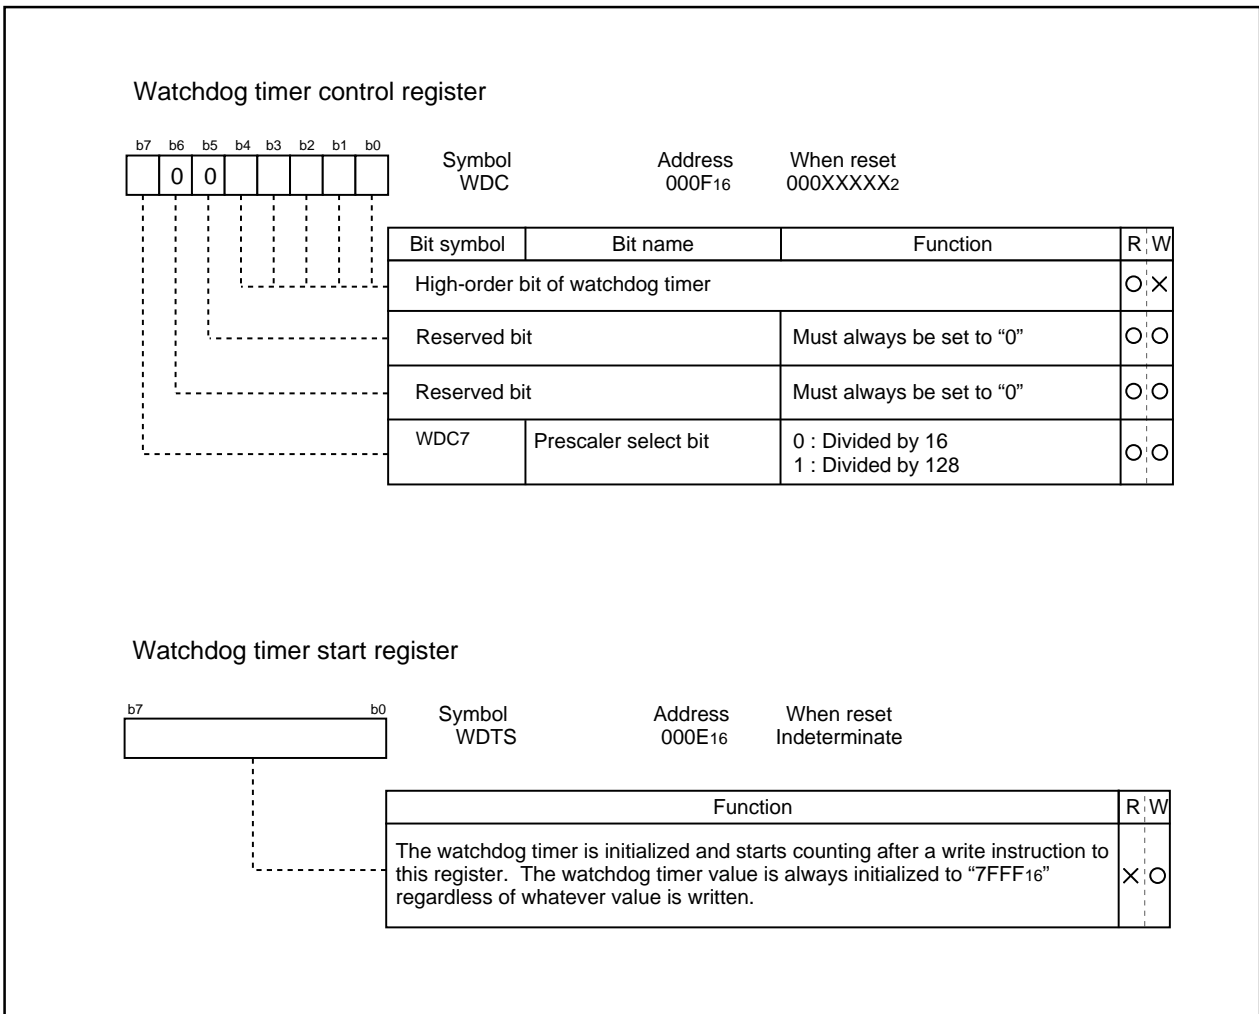 Watchdog timer control register
b7 b6 b5 b4 b3 b2 b1 b0
0 0
Symbol Address When reset
WDC 000F16 000XXXXX2
Bit symbol Bit name Function R W
High-order bit of watchdog timer
Reserved bit Must always be set to “0”
Reserved bit Must always be set to “0”
WDC7 Prescaler select bit 0 : Divided by 16
1 : Divided by 128
Watchdog timer start register
b7 b0
Symbol Address When reset
WDTS 000E16 Indeterminate
Function R W
The watchdog timer is initialized and starts counting after a write instruction to
this register. The watchdog timer value is always initialized to “7FFF16”
regardless of whatever value is written.